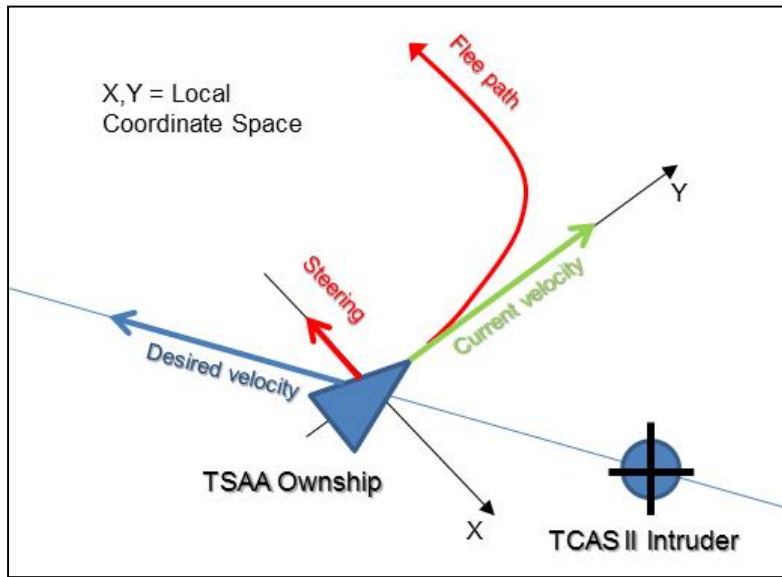 Flee path
X,Y = Local
Coordinate Space
Y
Steering
Current velocity
Desired velocity
TSAA Ownship
X
TCAS II Intruder